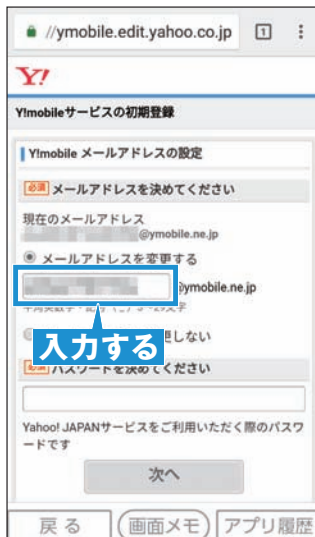 //ymobile.edit.yahoo.co.jp
1
Y!
Y!mobileサービスの初期登録
Y!mobile メールアドレスの設定
必須 メールアドレスを決めてください
現在のメールアドレス
@ymobile.ne.jp
メールアドレスを変更する
@ymobile.ne.jp
入力する
更しない
必須 パスワードを決めてください
Yahoo! JAPANサービスをご利用いただく際のパスワ
ードです
次へ
戻る
画面メモ
アプリ履歴